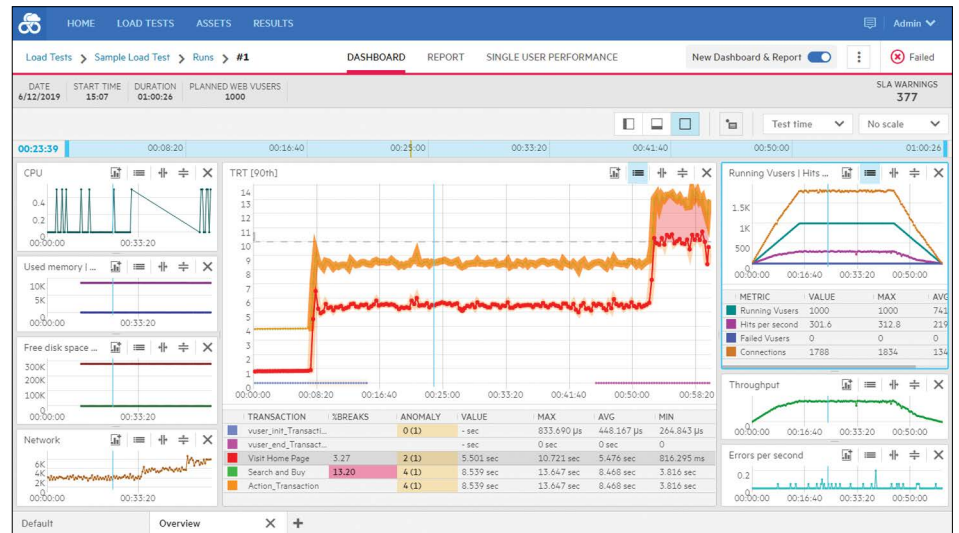 HOME LOAD TESTS ASSETS RESULTS Admin
Load Tests > Sample Load Test > Runs > #1 DASHBOARD REPORT SINGLE USER PERFORMANCE New Dashboard & Report Failed
DATE START TIME DURATION PLANNED WEB VUSERS SLA WARNINGS
6/12/2019 15:07 01:00:26 1000 377
Test time No scale
00:23:39 00:08:20 00:16:40 00:25:00 00:33:20 00:41:40 00:50:00 01:00:26
CPU
0.4
0.2
0
00:00:00 00:33:20
Used memory | ...
10K
5K
0
00:00:00 00:33:20
Free disk space ...
300K
200K
100K
0
00:00:00 00:33:20
Network
6K
4K
2K
0
00:00:00 00:33:20
TRT [90th]
14
13
12
11
10
9
8
7
6
5
4
3
2
1
0
00:00:00 00:08:20 00:16:40 00:25:00 00:33:20 00:41:40 00:50:00 00:58:20
TRANSACTION %BREAKS ANOMALY VALUE MAX AVG MIN
vuser_init_Transacti... 0 (1) - sec 833.690 µs 448.167 µs 264.843 µs
vuser_end_Transact... - sec 0 sec 0 sec 0
Visit Home Page 3.27 2 (1) 5.501 sec 10.721 sec 5.476 sec 816.295 ms
Search and Buy 13.20 4 (1) 8.539 sec 13.647 sec 8.468 sec 3.816 sec
Action_Transaction 4 (1) 8.539 sec 13.647 sec 8.468 sec 3.816 sec
Running Vusers | Hits ...
1.5K
1K
500
0
00:00:00 00:16:40 00:33:20 00:50:00
METRIC VALUE MAX AVG
Running Vusers 1000 1000 741
Hits per second 301.6 312.8 219
Failed Vusers 0 0 0
Connections 1788 1834 134
Throughput
0
00:00:00 00:16:40 00:33:20 00:50:00
Errors per second
0.2
0
00:00:00 00:16:40 00:33:20 00:50:00
Default Overview